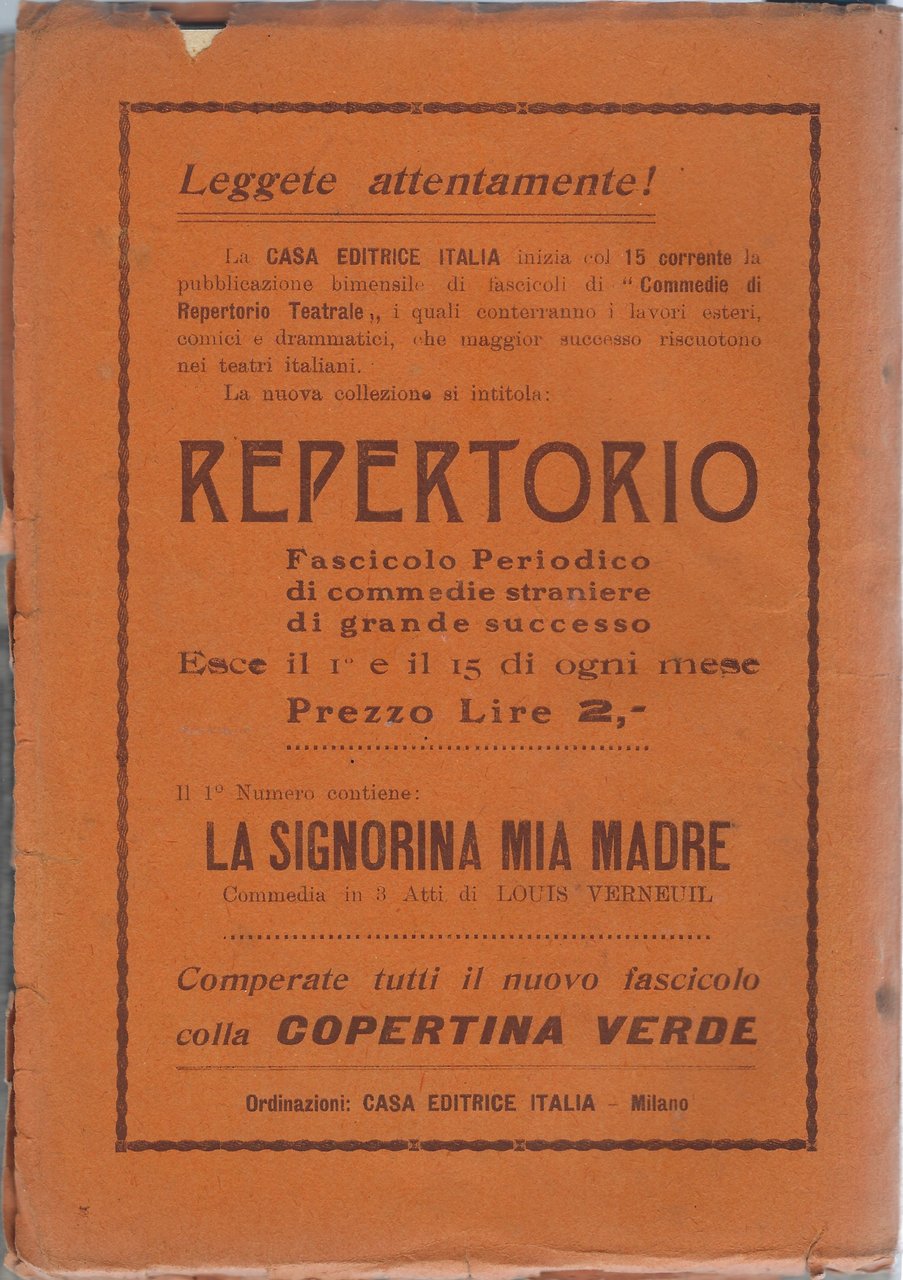 Leggete attentamente!
La CASA EDITRICE ITALIA inizia col 15 corrente la
pubblicazione bimensile di fascicoli di "Commedie di
Repertorio Teatrale„, i quali conterranno i lavori esteri,
comici e drammatici, che maggior successo riscuotono
nei teatri italiani.
La nuova collezione si intitola:
REPERTORIO
Fascicolo Periodico
di commedie straniere
di grande successo
Esce il 1º e il 15 di ogni mese
Prezzo Lire 2,-
Il 1º Numero contiene:
LA SIGNORINA MIA MADRE
Commedia in 3 Atti di LOUIS VERNEUIL
Comperate tutti il nuovo fascicolo
colla COPERTINA VERDE
Ordinazioni: CASA EDITRICE ITALIA - Milano